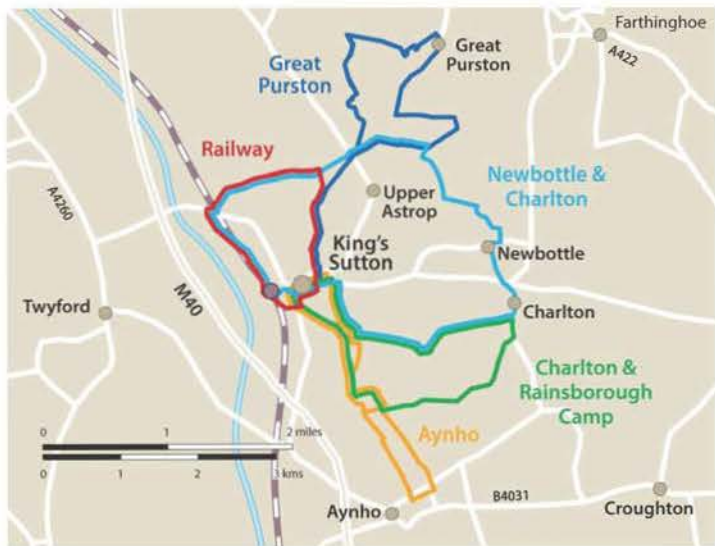 Farthinghoe
A422
Great
Purston
Great
Purston
Railway
A4260
Upper
Astrop
Newbottle &
Charlton
King's
Sutton
Newbottle
M40
Twyford
Charlton
Charlton &
Rainsborough
Camp
0 1 2 miles
0 1 2 3 kms
Aynho
B4031
Aynho
Croughton